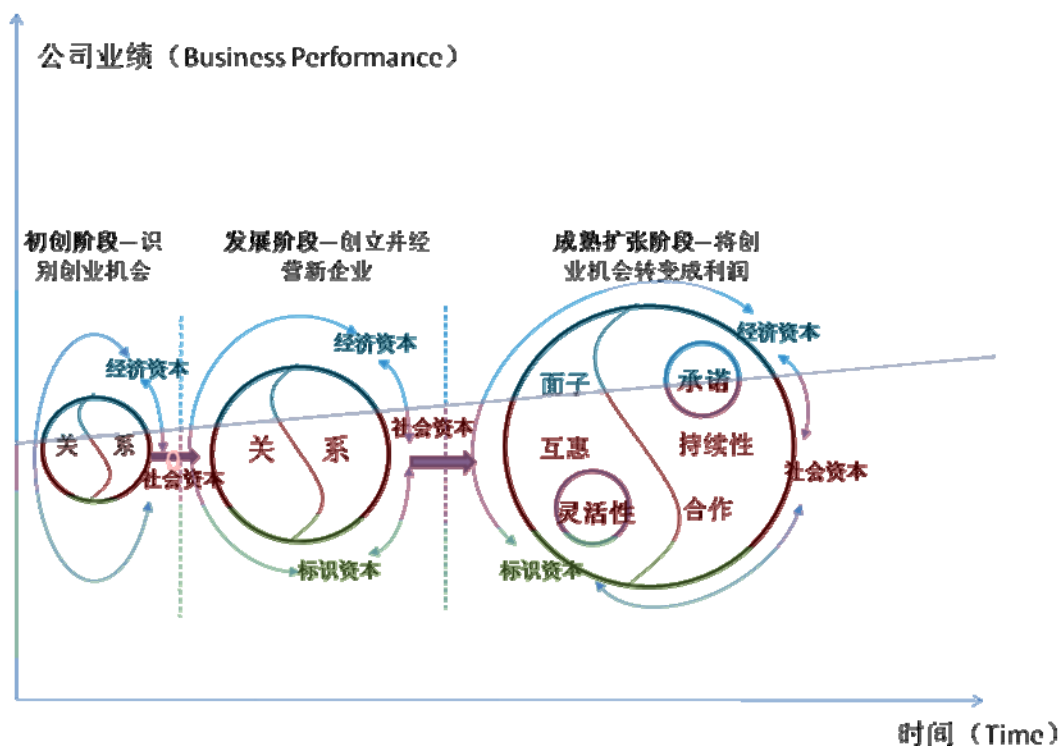 公司业绩（Business Performance）
初创阶段—识
别创业机会
发展阶段—创立并经
营新企业
成熟扩张阶段—将创
业机会转变成利润
经济资本
关 系
社会资本
经济资本
关 系
社会资本
标识资本
经济资本
面子
承诺
互惠
持续性
灵活性
合作
社会资本
标识资本
时间（Time）